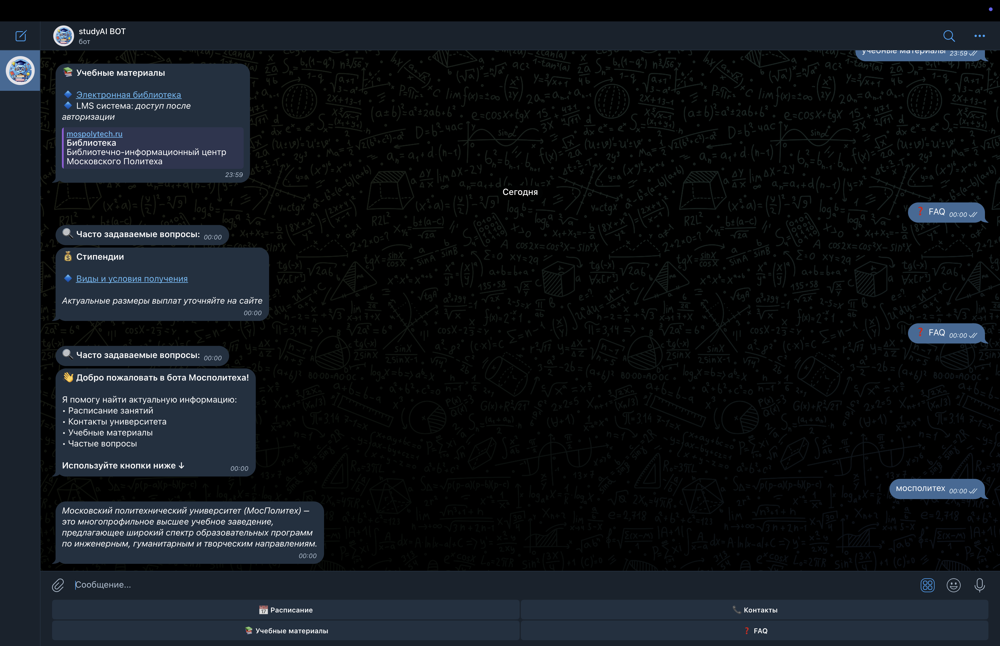 studyAI BOT
бот
учебные материалы 23:59
📚 Учебные материалы
🔹 Электронная библиотека
🔹 LMS система: доступ после
авторизации
mospolytech.ru
Библиотека
Библиотечно-информационный центр
Московского Политеха
23:59
Сегодня
❓ FAQ 00:00
🔍 Часто задаваемые вопросы: 00:00
💰 Стипендии
🔹 Виды и условия получения
Актуальные размеры выплат уточняйте на сайте
00:00
❓ FAQ 00:00
🔍 Часто задаваемые вопросы: 00:00
👋 Добро пожаловать в бота Мосполитеха!
Я помогу найти актуальную информацию:
• Расписание занятий
• Контакты университета
• Учебные материалы
• Частые вопросы
Используйте кнопки ниже ↓ 00:00
мосполитех 00:00
Московский политехнический университет (МосПолитех) —
это многопрофильное высшее учебное заведение,
предлагающее широкий спектр образовательных программ
по инженерным, гуманитарным и творческим направлениям.
00:00
Сообщение...
📅 Расписание
📞 Контакты
📚 Учебные материалы
❓ FAQ